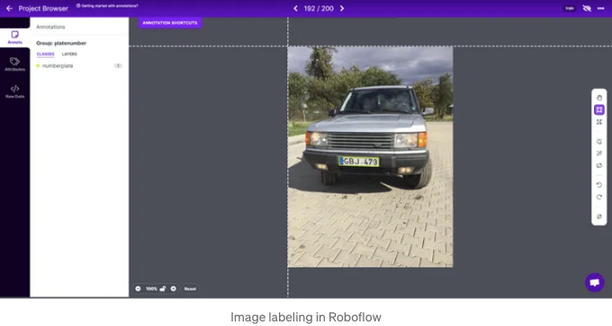 Project Browser
Getting started with annotations?
192 / 200
train
Annotations
ANNOTATION SHORTCUTS
Group: platenumber
CLASSES LAYERS
numberplate
Annotate
Attributes
Raw Data
GBJ 473
100%
Reset
Image labeling in Roboflow